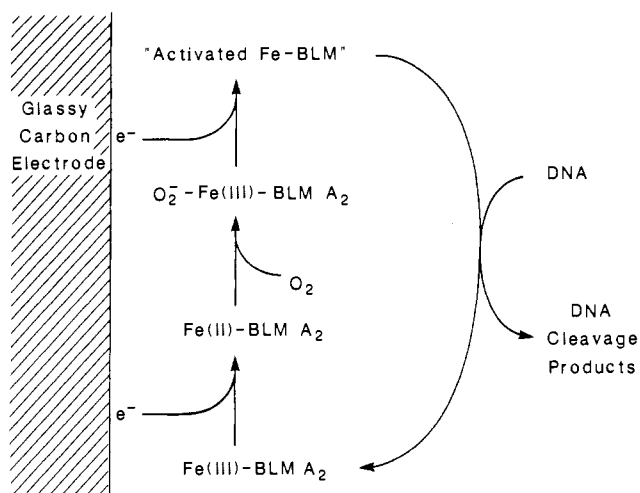 "Activated Fe-BLM"
Glassy
Carbon
Electrode
e⁻
O₂⁻-Fe(III)-BLM A₂
DNA
O₂
Fe(II)-BLM A₂
DNA
Cleavage
Products
e⁻
Fe(III)-BLM A₂